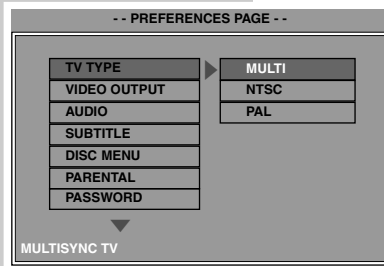 - - PREFERENCES PAGE - -
TV TYPE
VIDEO OUTPUT
AUDIO
SUBTITLE
DISC MENU
PARENTAL
PASSWORD
MULTI
NTSC
PAL
MULTISYNC TV